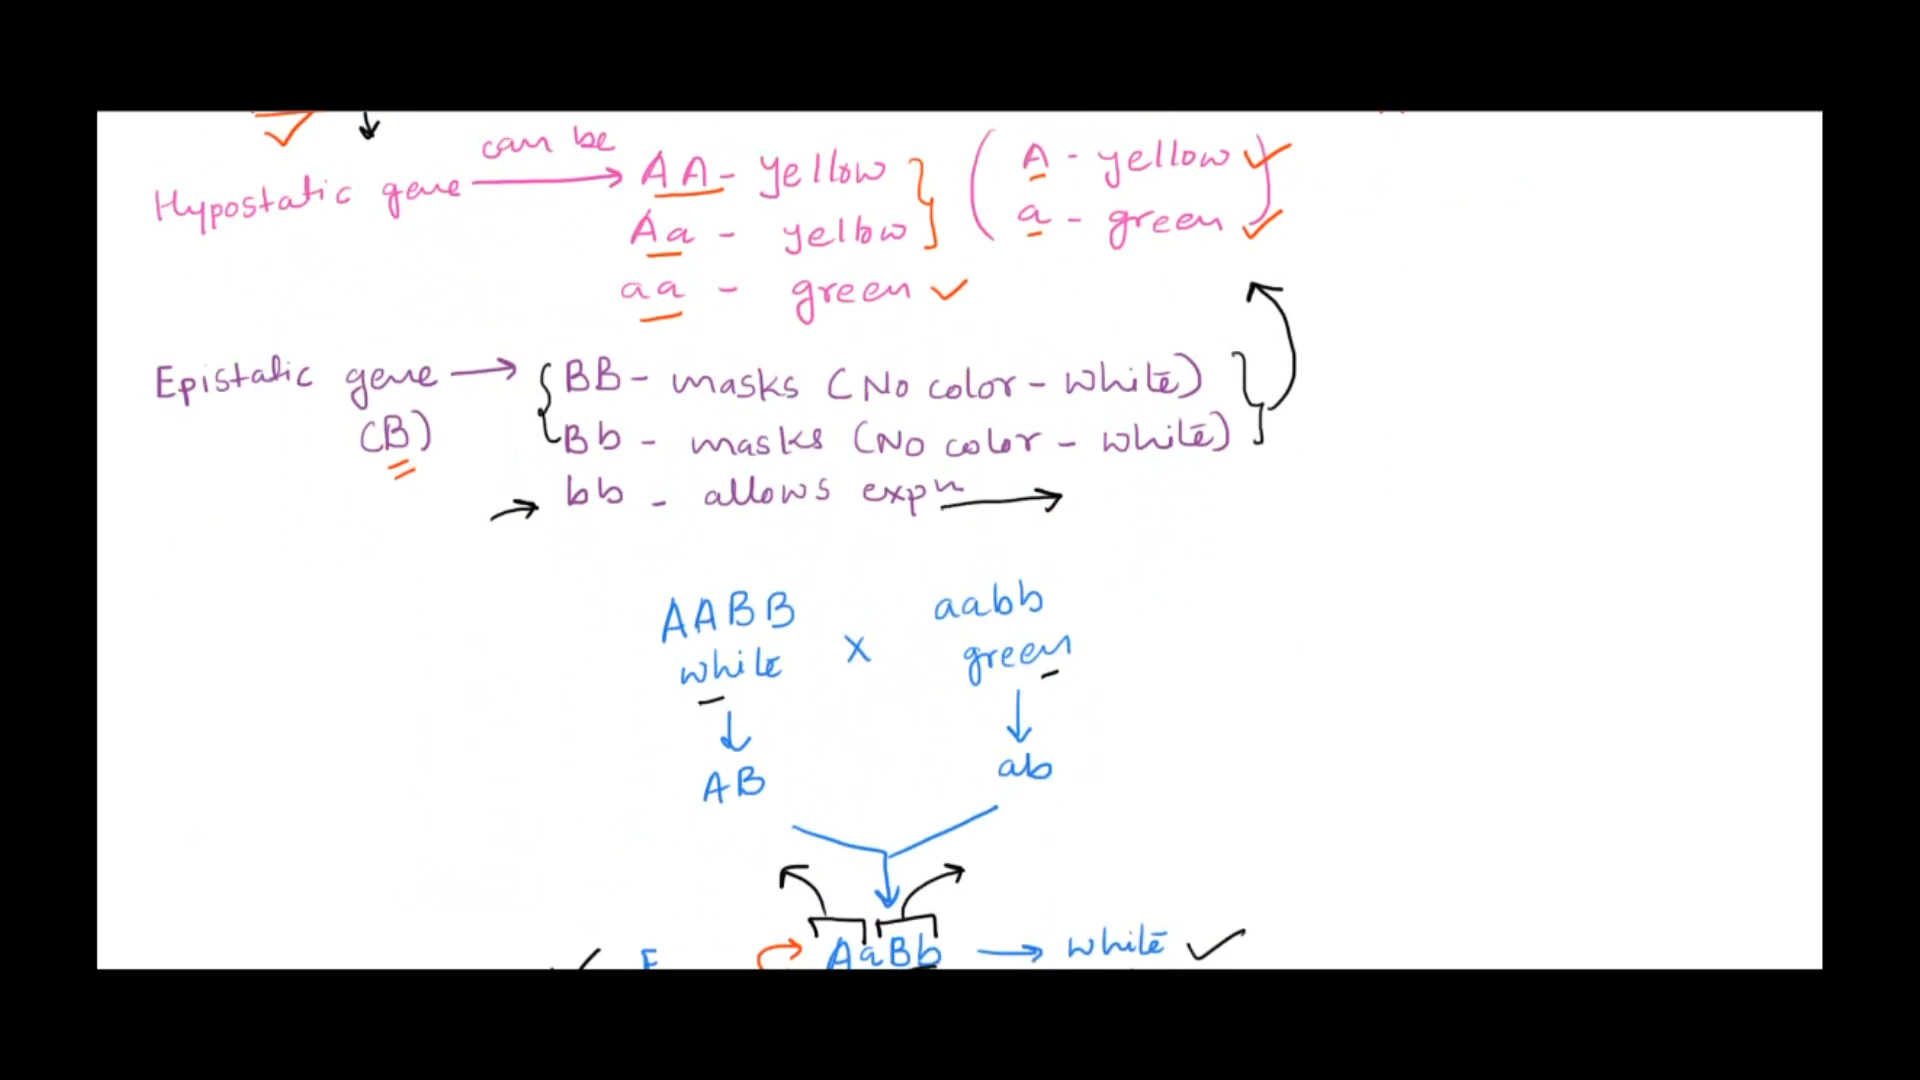 Hypostatic gene can be AA - yellow (A - yellow
Aa - yellow a - green)
aa - green
Epistatic gene → BB - masks (No color - white)
(B) Bb - masks (No color - white)
bb - allows expn
AABB X aabb
white green
AB ab
F AaBb → white